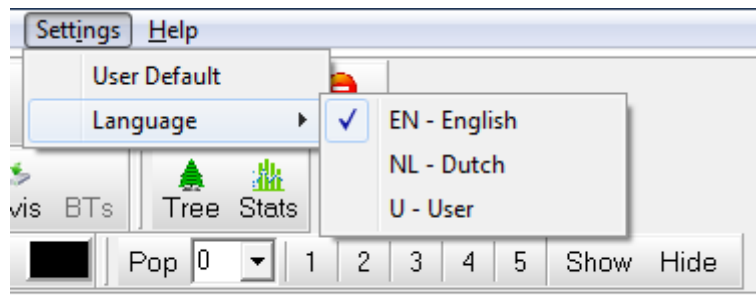 Settings Help
User Default
Language
EN - English
NL - Dutch
U - User
vis BTs Tree Stats
Pop 0 1 2 3 4 5 Show Hide